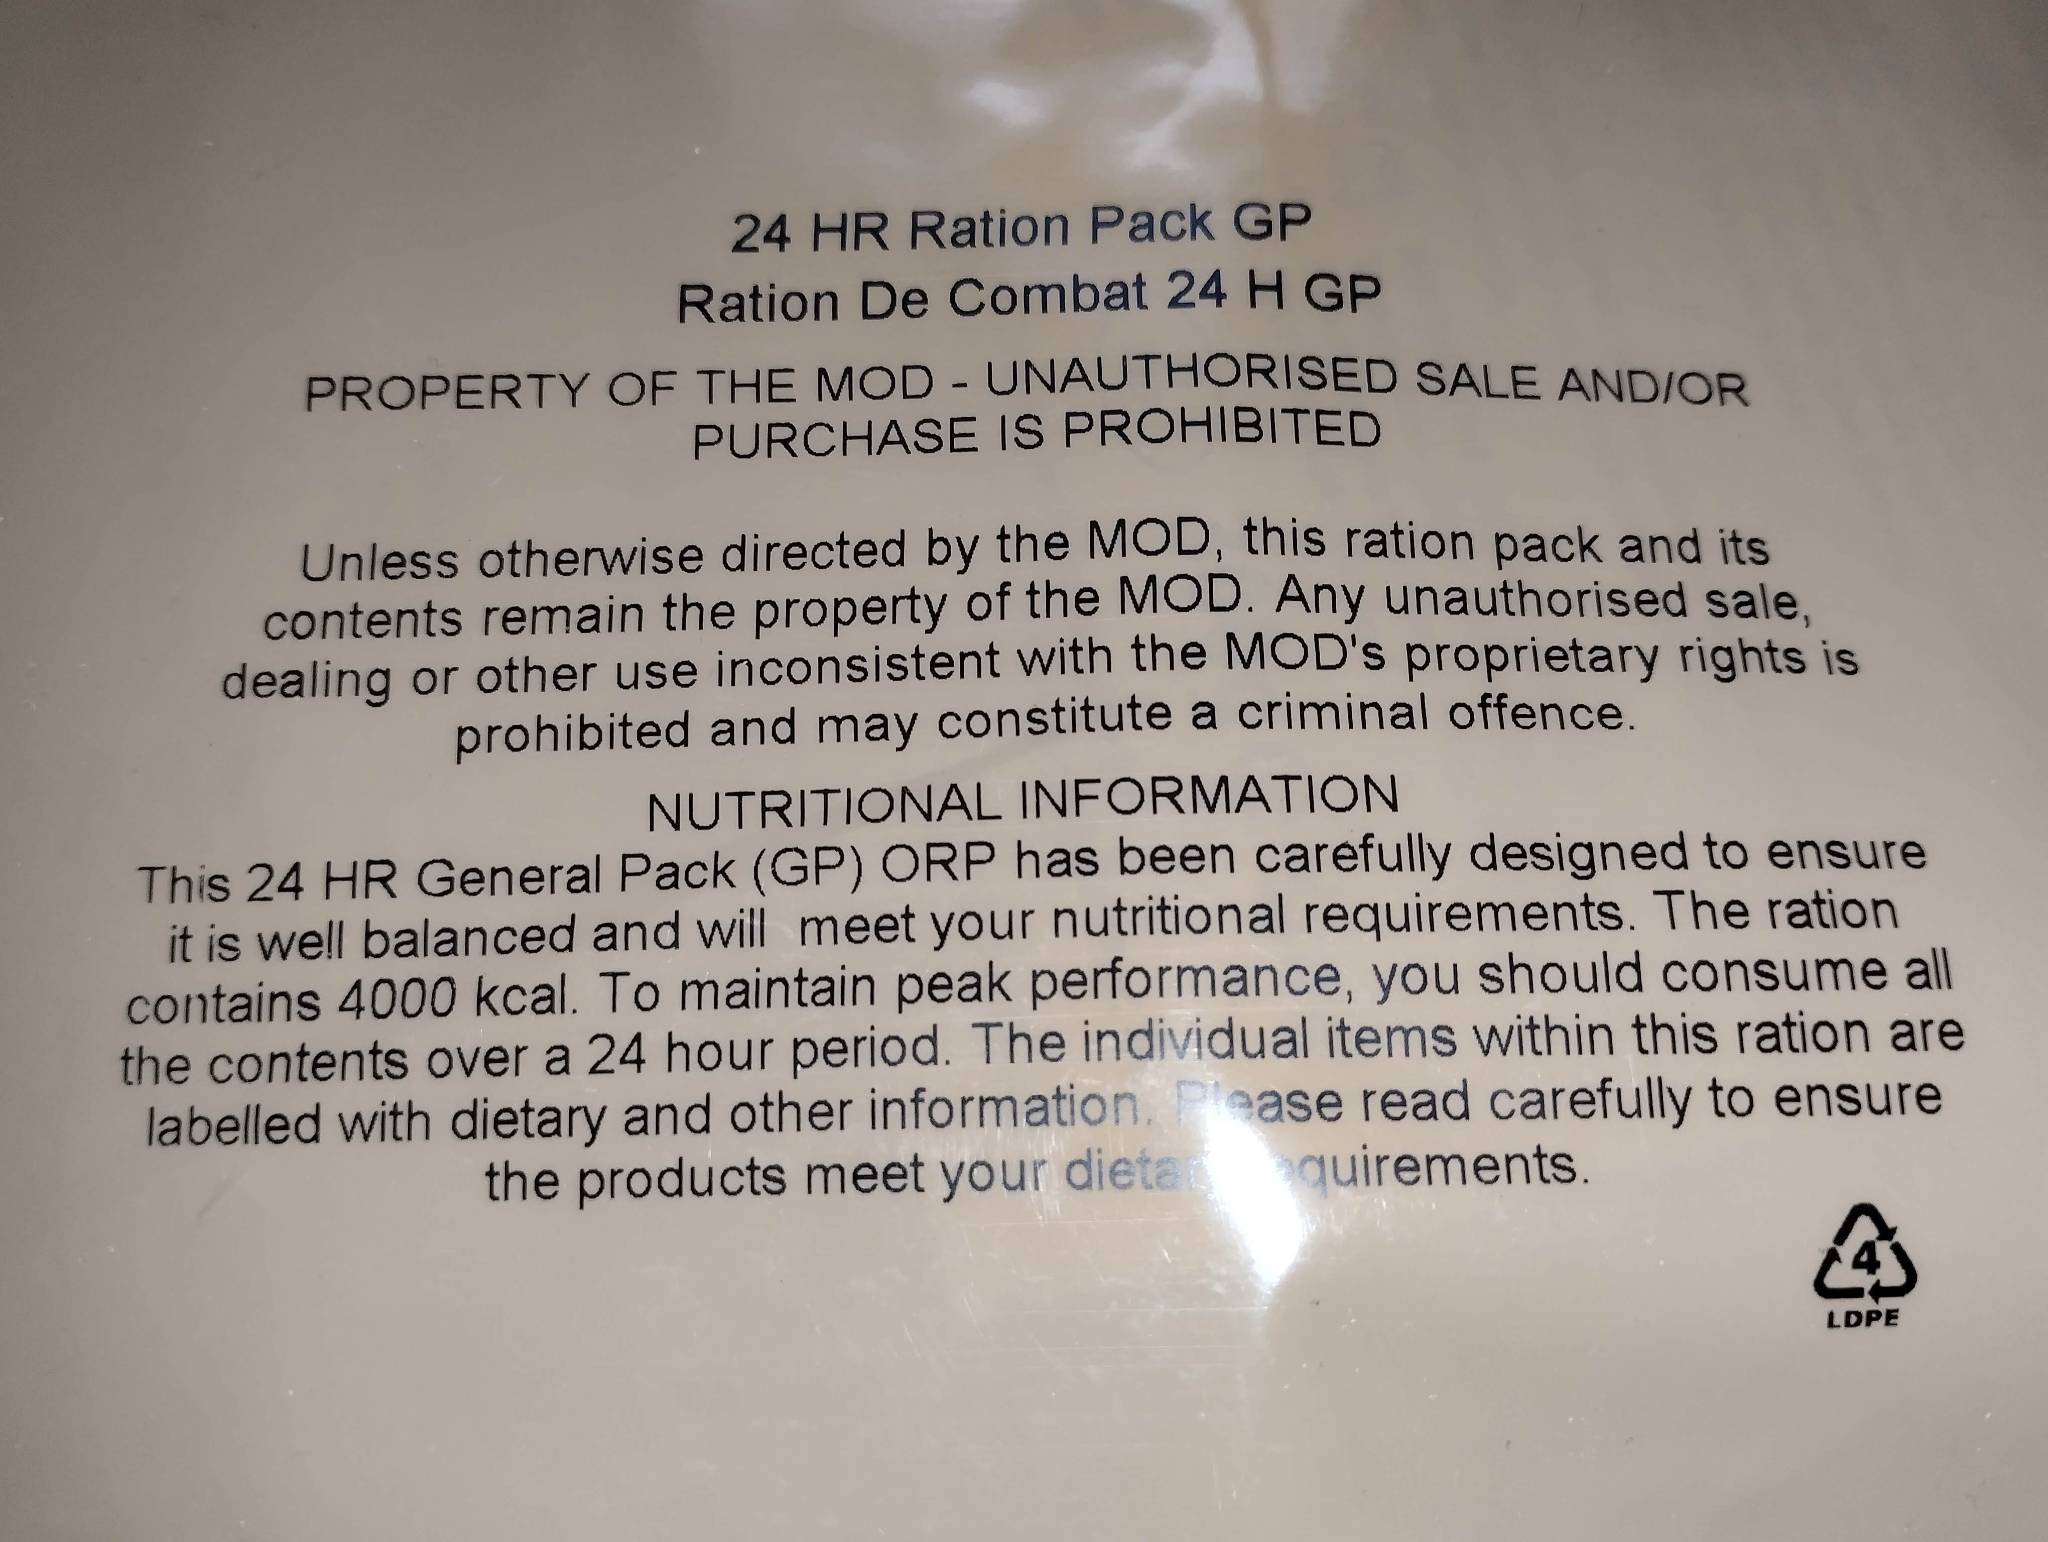 24 HR Ration Pack GP
Ration De Combat 24 H GP
PROPERTY OF THE MOD - UNAUTHORISED SALE AND/OR
PURCHASE IS PROHIBITED
Unless otherwise directed by the MOD, this ration pack and its
contents remain the property of the MOD. Any unauthorised sale,
dealing or other use inconsistent with the MOD's proprietary rights is
prohibited and may constitute a criminal offence.
NUTRITIONAL INFORMATION
This 24 HR General Pack (GP) ORP has been carefully designed to ensure
it is well balanced and will meet your nutritional requirements. The ration
contains 4000 kcal. To maintain peak performance, you should consume all
the contents over a 24 hour period. The individual items within this ration are
labelled with dietary and other information. Please read carefully to ensure
the products meet your dietary requirements.
4
LDPE